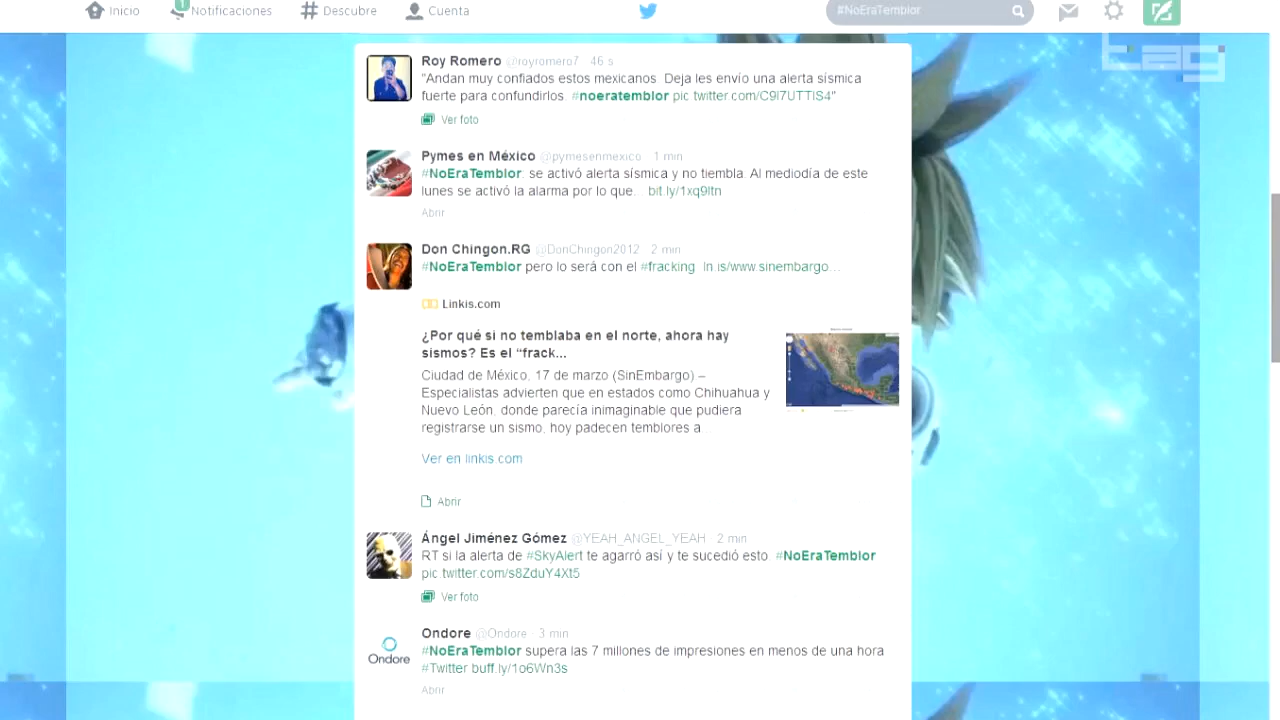 Inicio Notificaciones Descubre Cuenta #NoEraTemblor
1
tag
Roy Romero @royromero7 · 46 s
"Andan muy confiados estos mexicanos. Deja les envío una alerta sísmica
fuerte para confundirlos. #noeratemblor pic.twitter.com/C9I7UTTIS4"
Ver foto
Pymes en México @pymesenmexico · 1 min
#NoEraTemblor: se activó alerta sísmica y no tiembla. Al mediodía de este
lunes se activó la alarma por lo que... bit.ly/1xq9ltn
Abrir
Don Chingon.RG @DonChingon2012 · 2 min
#NoEraTemblor pero lo será con el #fracking ln.is/www.sinembargo...
Linkis.com
¿Por qué si no temblaba en el norte, ahora hay
sismos? Es el “frack...
Ciudad de México, 17 de marzo (SinEmbargo) –
Especialistas advierten que en estados como Chihuahua y
Nuevo León, donde parecía inimaginable que pudiera
registrarse un sismo, hoy padecen temblores a
Ver en linkis.com
Abrir
Ángel Jiménez Gómez @YEAH_ANGEL_YEAH · 2 min
RT si la alerta de #SkyAlert te agarró así y te sucedió esto #NoEraTemblor
pic.twitter.com/s8ZduY4Xt5
Ver foto
Ondore
Ondore @Ondore · 3 min
#NoEraTemblor supera las 7 millones de impresiones en menos de una hora
#Twitter buff.ly/1o6Wn3s
Abrir